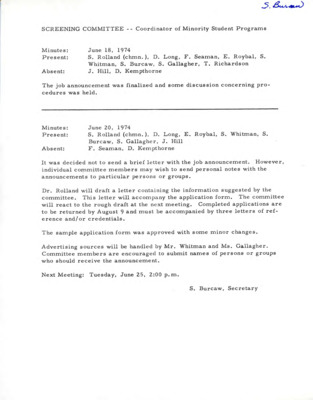 S. Burcaw
SCREENING COMMITTEE -- Coordinator of Minority Student Programs
Minutes: June 18, 1974
Present: S. Rolland (chmn.), D. Long, F. Seaman, E. Roybal, S.
Whitman, S. Burcaw, S. Gallagher, T. Richardson
Absent: J. Hill, D. Kempthorne
The job announcement was finalized and some discussion concerning pro-
cedures was held.
Minutes: June 20, 1974
Present: S. Rolland (chmn.), D. Long, E. Roybal, S. Whitman, S.
Burcaw, S. Gallagher, J. Hill
Absent: F. Seaman, D. Kempthorne
It was decided not to send a brief letter with the job announcement. However,
individual committee members may wish to send personal notes with the
announcements to particular persons or groups.
Dr. Rolland will draft a letter containing the information suggested by the
committee. This letter will accompany the application form. The committee
will react to the rough draft at the next meeting. Completed applications are
to be returned by August 9 and must be accompanied by three letters of ref-
erence and/or credentials.
The sample application form was approved with some minor changes.
Advertising sources will be handled by Mr. Whitman and Ms. Gallagher.
Committee members are encouraged to submit names of persons or groups
who should receive the announcement.
Next Meeting: Tuesday, June 25, 2:00 p.m.
S. Burcaw, Secretary